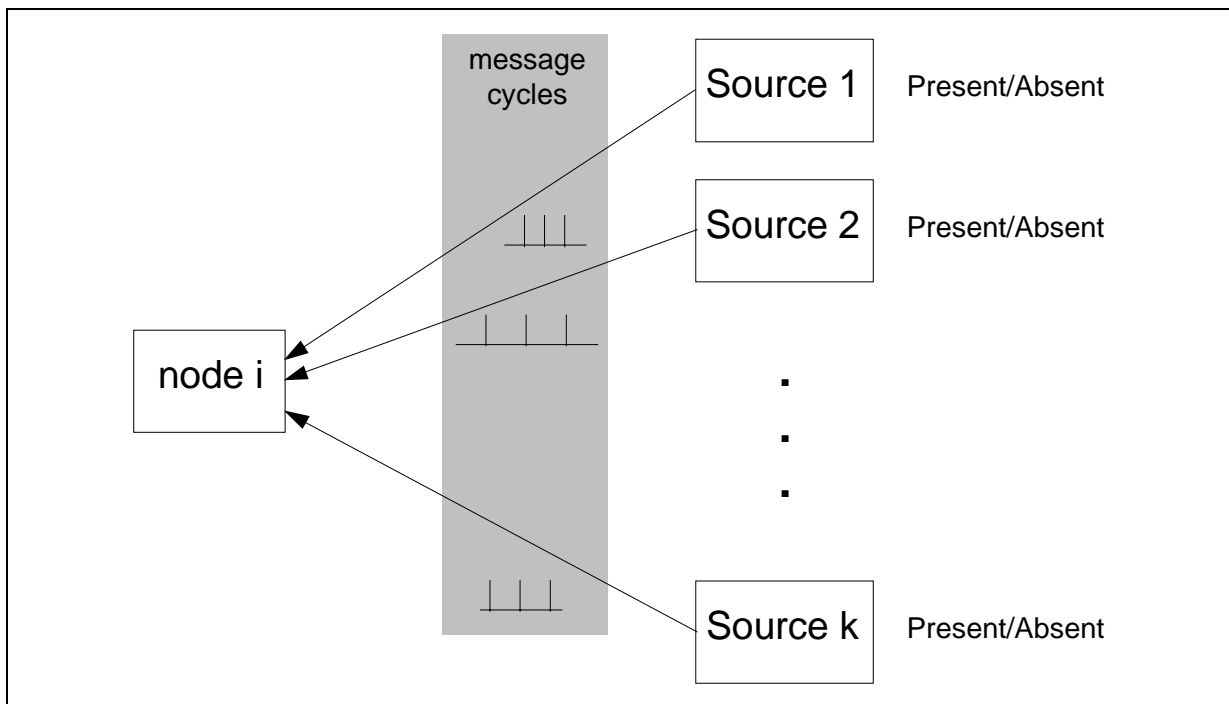 message
cycles
Source 1
Present/Absent
Source 2
Present/Absent
node i
.
.
.
Source k
Present/Absent